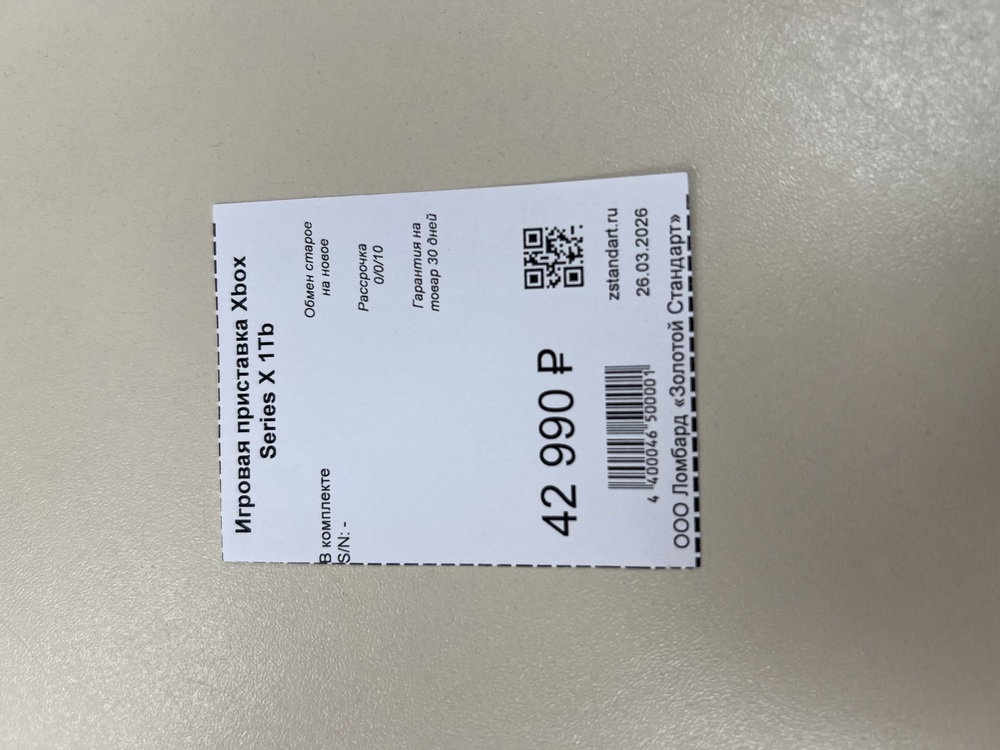 Игровая приставка Xbox
Series X 1Tb
В комплекте
S/N: -
Обмен старое
на новое
Рассрочка
0/0/10
Гарантия на
товар 30 дней
42 990 ₽
4 400046 500001
zstandart.ru
26.03.2026
ООО Ломбард «Золотой Стандарт»